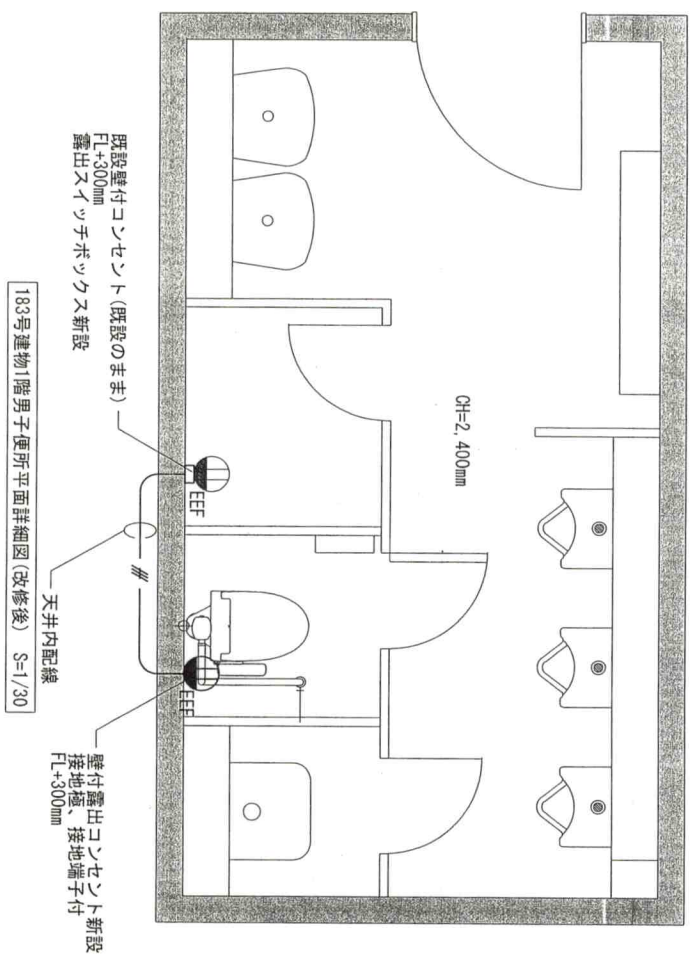 CH=2,400mm
既設壁付コンセント(既設のまま)
FL+300mm
露出スイッチボックス新設
EEF
EEF
天井内配線
壁付露出コンセント新設
接地極、接地端子付
FL+300mm
183号建物1階男子便所平面詳細図(改修後) S=1/30